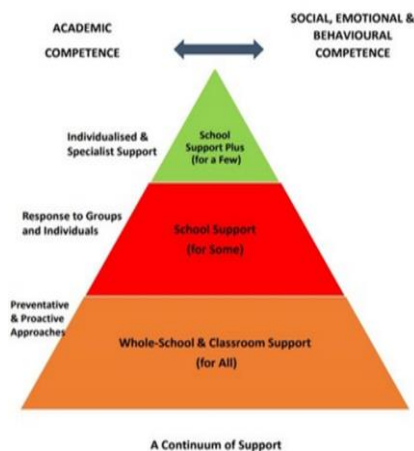 ACADEMIC
COMPETENCE
SOCIAL, EMOTIONAL &
BEHAVIOURAL
COMPETENCE
Individualised &
Specialist Support
School
Support Plus
(for a Few)
Response to Groups
and Individuals
School Support
(for Some)
Preventative
& Proactive
Approaches
Whole-School & Classroom Support
(for All)
A Continuum of Support